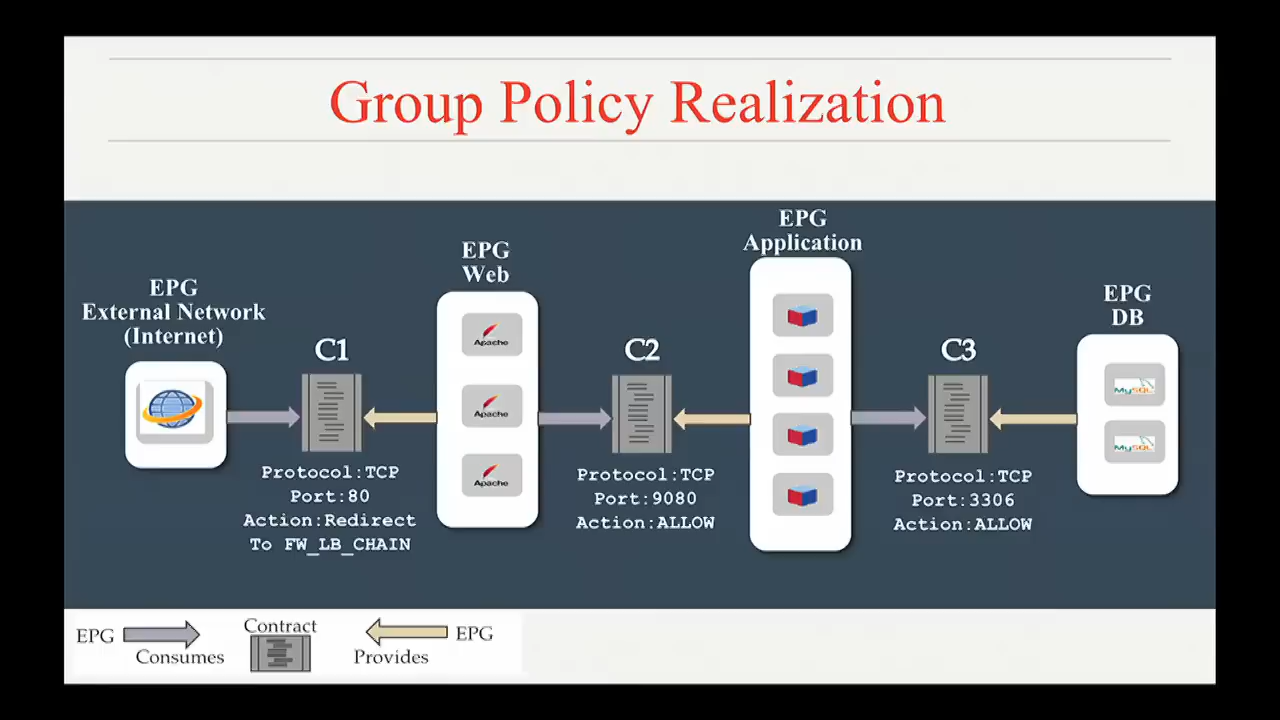 Group Policy Realization
EPG
External Network
(Internet)
C1
Protocol:TCP
Port:80
Action:Redirect
To FW_LB_CHAIN
EPG
Web
Apache
Apache
Apache
C2
Protocol:TCP
Port:9080
Action:ALLOW
EPG
Application
C3
Protocol:TCP
Port:3306
Action:ALLOW
EPG
DB
MySQL
MySQL
EPG
Consumes
Contract
Provides
EPG